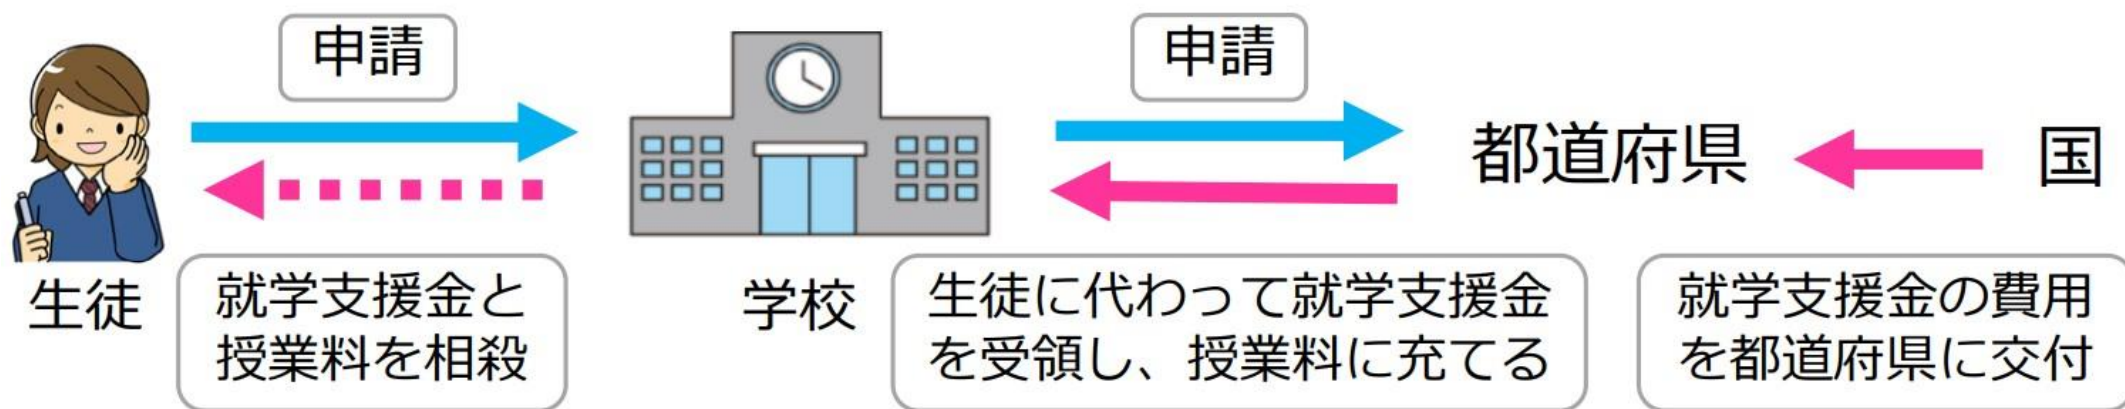 申請
申請
都道府県
国
生徒
就学支援金と
授業料を相殺
学校
生徒に代わって就学支援金
を受領し、授業料に充てる
就学支援金の費用
を都道府県に交付